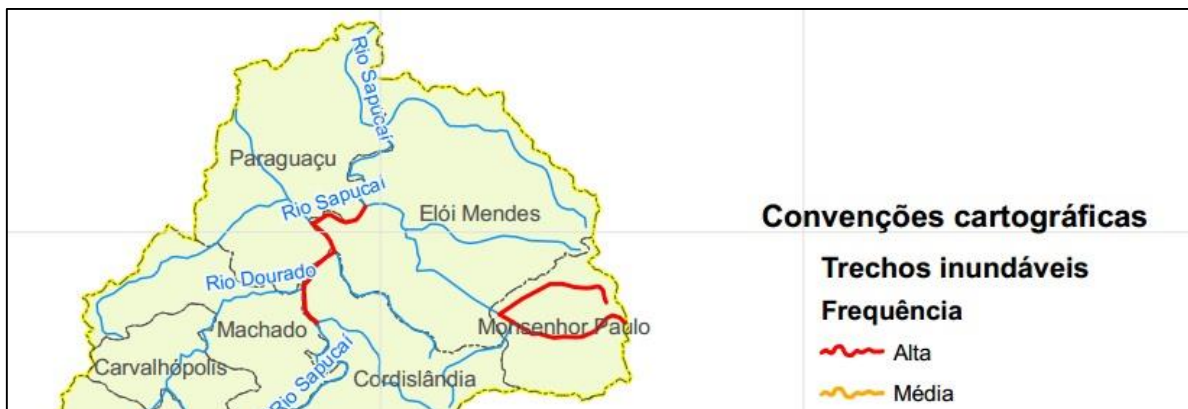 Rio Sapucaí
Paraguaçu
Rio Sapucaí
Elói Mendes
Convenções cartográficas
Trechos inundáveis
Rio Dourado
Frequência
Machado
Monsenhor Paulo
Alta
Carvalhópolis
Rio Sapucaí
Cordislândia
Média